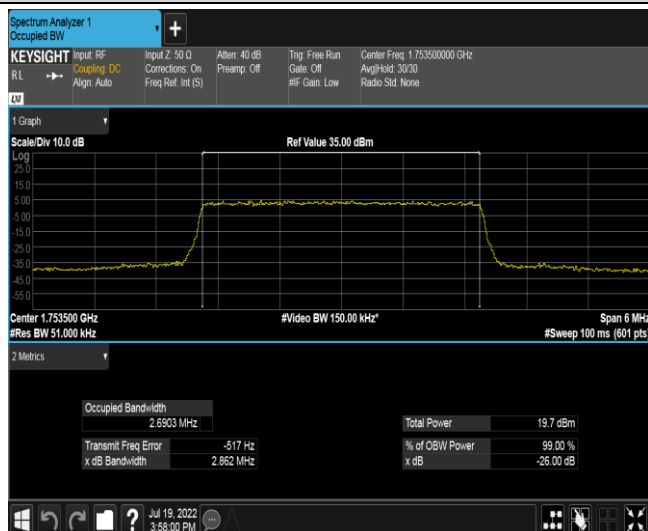 Spectrum Analyzer 1
Occupied BW
KEYSIGHT
RL
Input: RF
Coupling: DC
Align: Auto
Input Z: 50 Ω
Corrections: On
Freq Ref: Int (S)
Atten: 40 dB
Preamp: Off
Trig: Free Run
Gate: Off
#IF Gain: Low
Center Freq: 1.753500000 GHz
Avg|Hold: 30/30
Radio Std: None
LXI
1 Graph
Scale/Div 10.0 dB
Ref Value 35.00 dBm
Log
25.0
15.0
5.00
-5.00
-15.0
-25.0
-35.0
-45.0
-55.0
Center 1.753500 GHz
#Video BW 150.00 kHz*
Span 6 MHz
#Res BW 51.000 kHz
#Sweep 100 ms (601 pts)
2 Metrics
Occupied Bandwidth
2.6903 MHz
Total Power 19.7 dBm
Transmit Freq Error -517 Hz
% of OBW Power 99.00 %
x dB Bandwidth 2.862 MHz
x dB -26.00 dB
Jul 19, 2022
3:58:00 PM